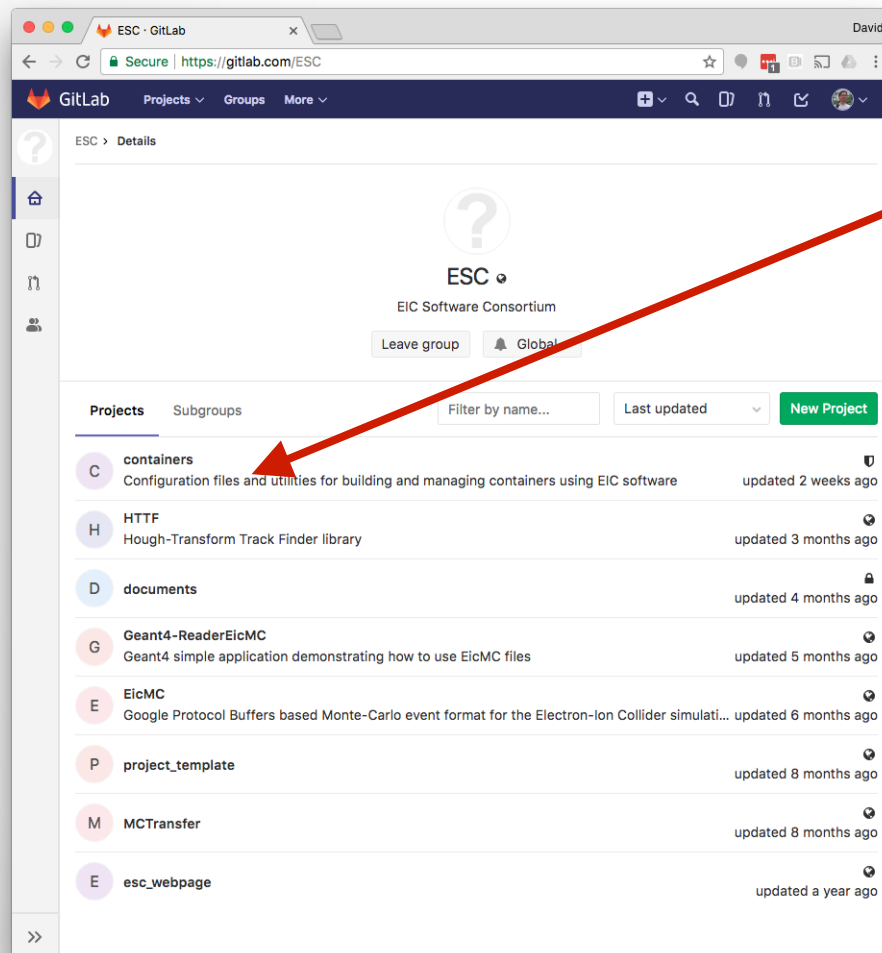 ESC · GitLab
David
Secure https://gitlab.com/ESC
1
GitLab Projects Groups More
ESC > Details
?
?
ESC
EIC Software Consortium
Leave group Global
Projects Subgroups Filter by name... Last updated New Project
C containers
Configuration files and utilities for building and managing containers using EIC software updated 2 weeks ago
H HTTF
Hough-Transform Track Finder library updated 3 months ago
D documents
updated 4 months ago
G Geant4-ReaderEicMC
Geant4 simple application demonstrating how to use EicMC files updated 5 months ago
E EicMC
Google Protocol Buffers based Monte-Carlo event format for the Electron-Ion Collider simulati... updated 6 months ago
P project_template
updated 8 months ago
M MCTransfer
updated 8 months ago
E esc_webpage
updated a year ago